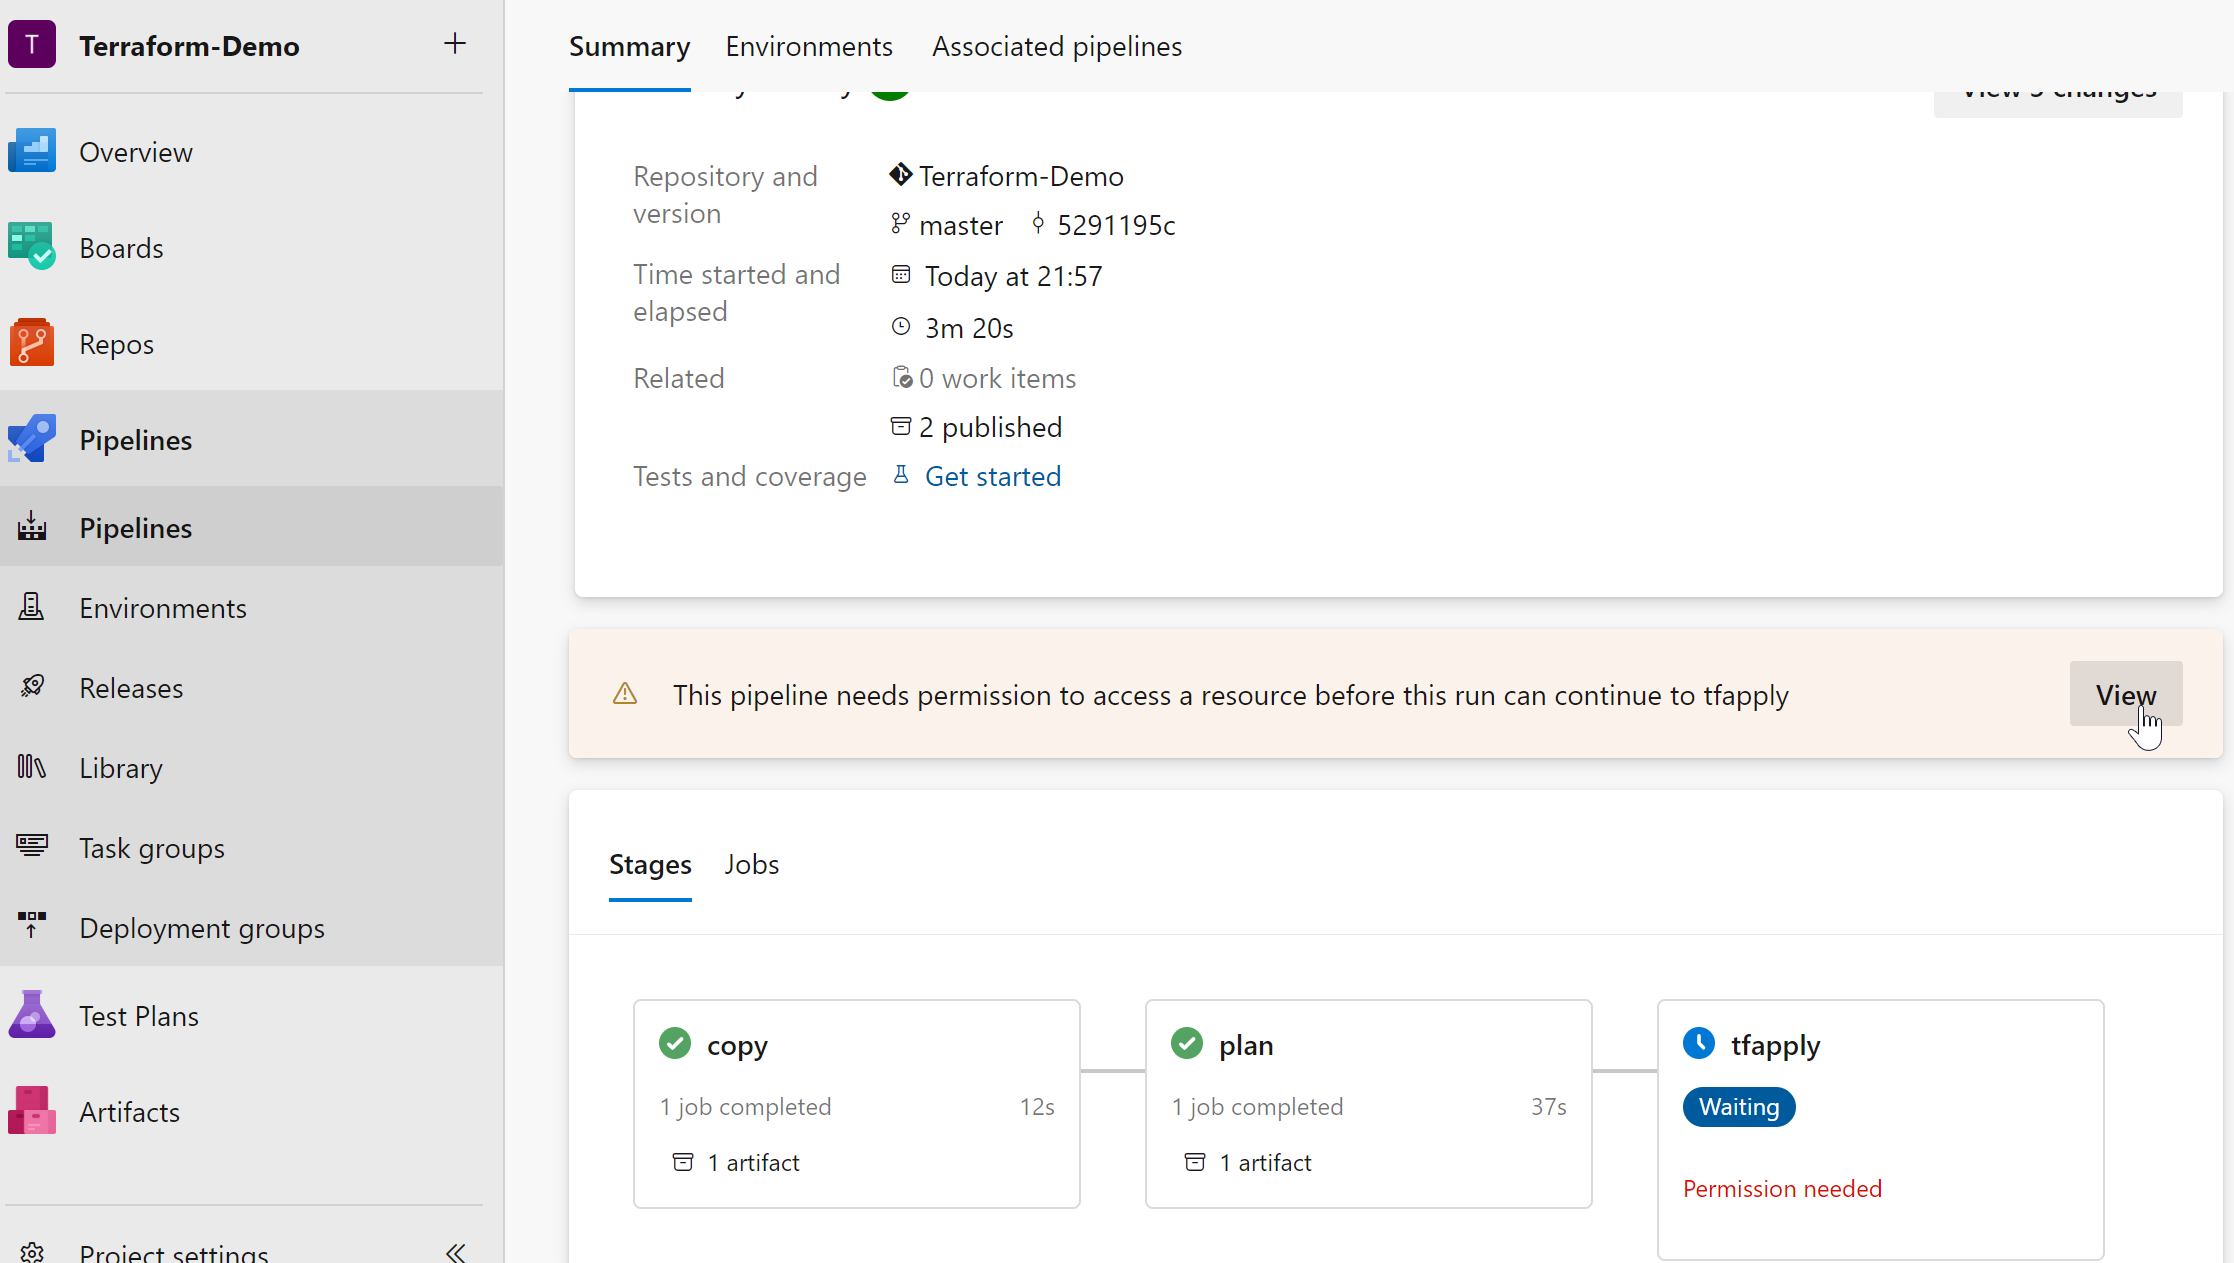 T Terraform-Demo
Overview
Boards
Repos
Pipelines
Pipelines
Environments
Releases
Library
Task groups
Deployment groups
Test Plans
Artifacts
Project settings
Summary Environments Associated pipelines
View 5 changes
Repository and
version
Terraform-Demo
master 5291195c
Time started and
elapsed
Today at 21:57
3m 20s
Related
0 work items
2 published
Tests and coverage
Get started
This pipeline needs permission to access a resource before this run can continue to tfapply
View
Stages Jobs
copy
1 job completed 12s
1 artifact
plan
1 job completed 37s
1 artifact
tfapply
Waiting
Permission needed